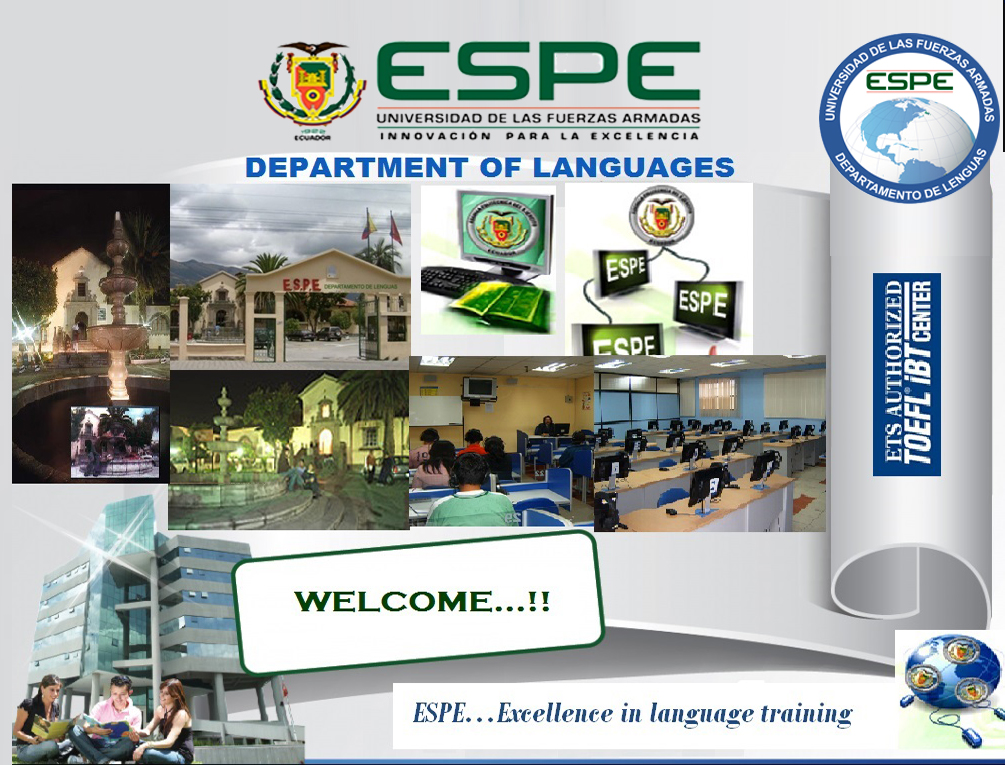 ESPE
UNIVERSIDAD DE LAS FUERZAS ARMADAS
INNOVACIÓN PARA LA EXCELENCIA
ECUADOR
DEPARTMENT OF LANGUAGES
UNIVERSIDAD DE LAS FUERZAS ARMADAS
ESPE
DEPARTAMENTO DE LENGUAS
E.S.P.E. DEPARTAMENTO DE LENGUAS
ESPE
ESPE
ESPE
ETS AUTHORIZED
TOEFL® iBT CENTER
WELCOME...!!
ESPE...Excellence in language training